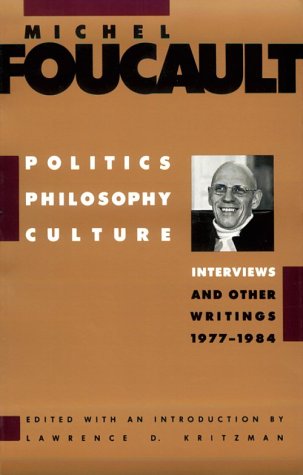 MICHEL
FOUCAULT
POLITICS
PHILOSOPHY
CULTURE
INTERVIEWS
AND OTHER
WRITINGS
1977–1984
EDITED WITH AN INTRODUCTION BY
LAWRENCE D. KRITZMAN